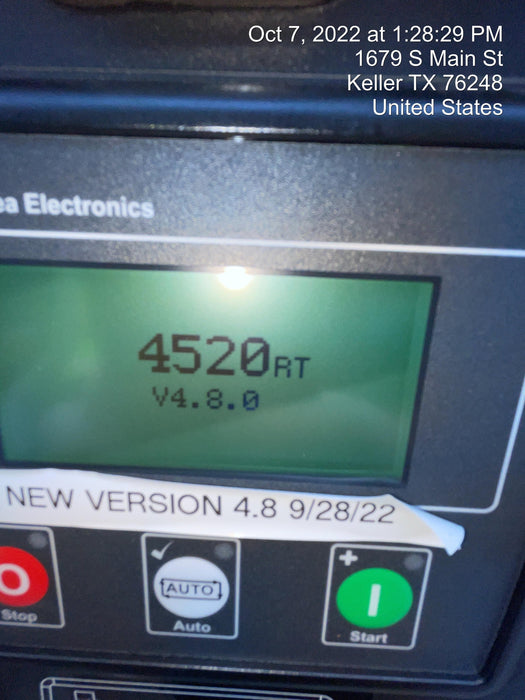 Oct 7, 2022 at 1:28:29 PM
1679 S Main St
Keller TX 76248
United States
Electronics
4520RT
V4.8.0
NEW VERSION 4.8 9/28/22
AUTO
Stop
Auto
Start